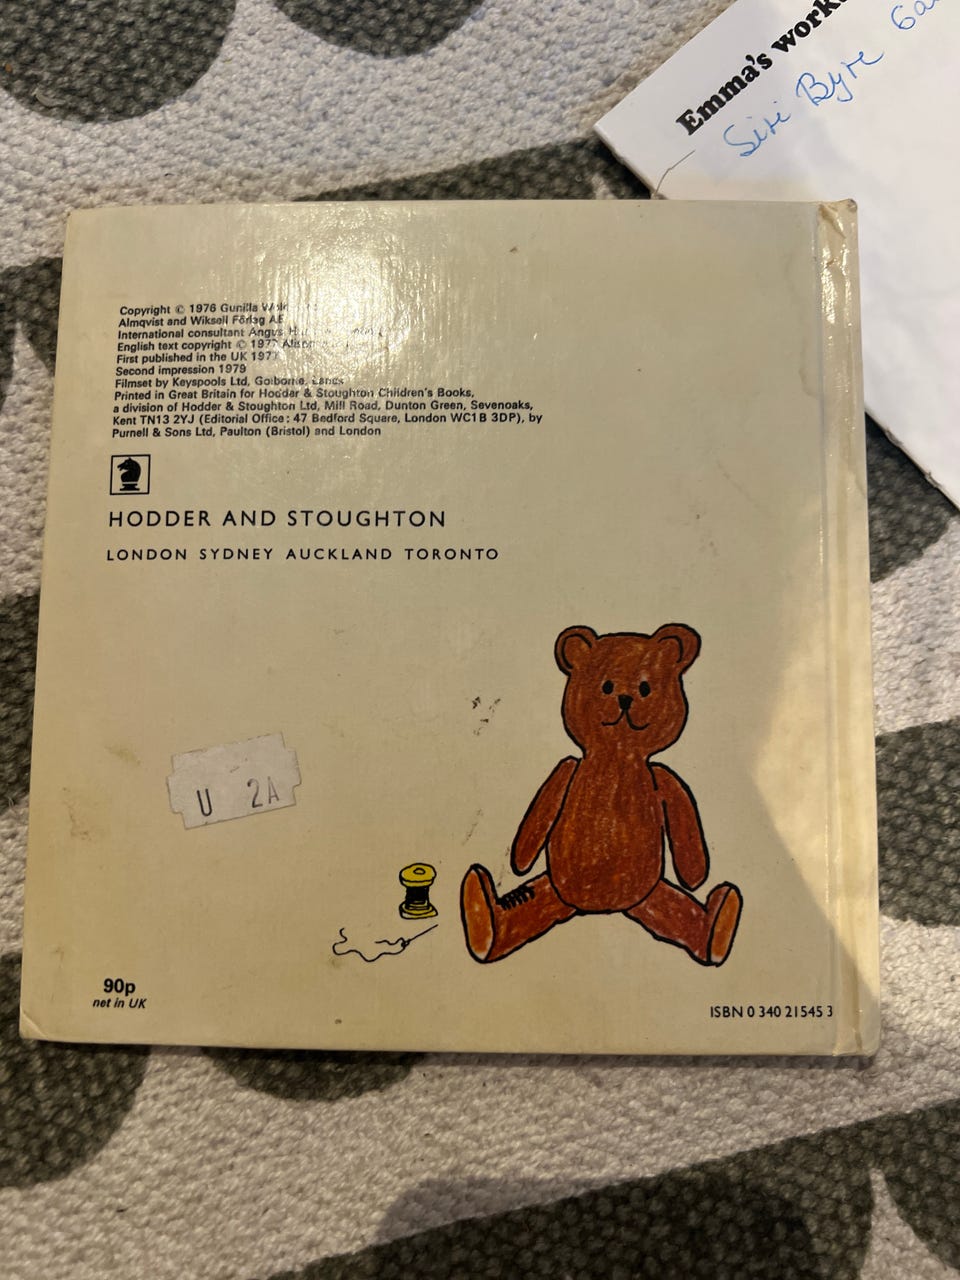 Emma's
Siri Byre
Copyright © 1976 Gunilla
Almqvist and Wiksell Förlag AB
International consultant Angus
English text copyright © 1977
First published in the UK 1977
Second impression 1979
Filmset by Keyspools Ltd, Golborne, Lancs
Printed in Great Britain for Hodder & Stoughton Children's Books,
a division of Hodder & Stoughton Ltd, Mill Road, Dunton Green, Sevenoaks,
Kent TN13 2YJ (Editorial Office: 47 Bedford Square, London WC1B 3DP), by
Purnell & Sons Ltd, Paulton (Bristol) and London
HODDER AND STOUGHTON
LONDON SYDNEY AUCKLAND TORONTO
U 2A
90p
net in UK
ISBN 0 340 21545 3